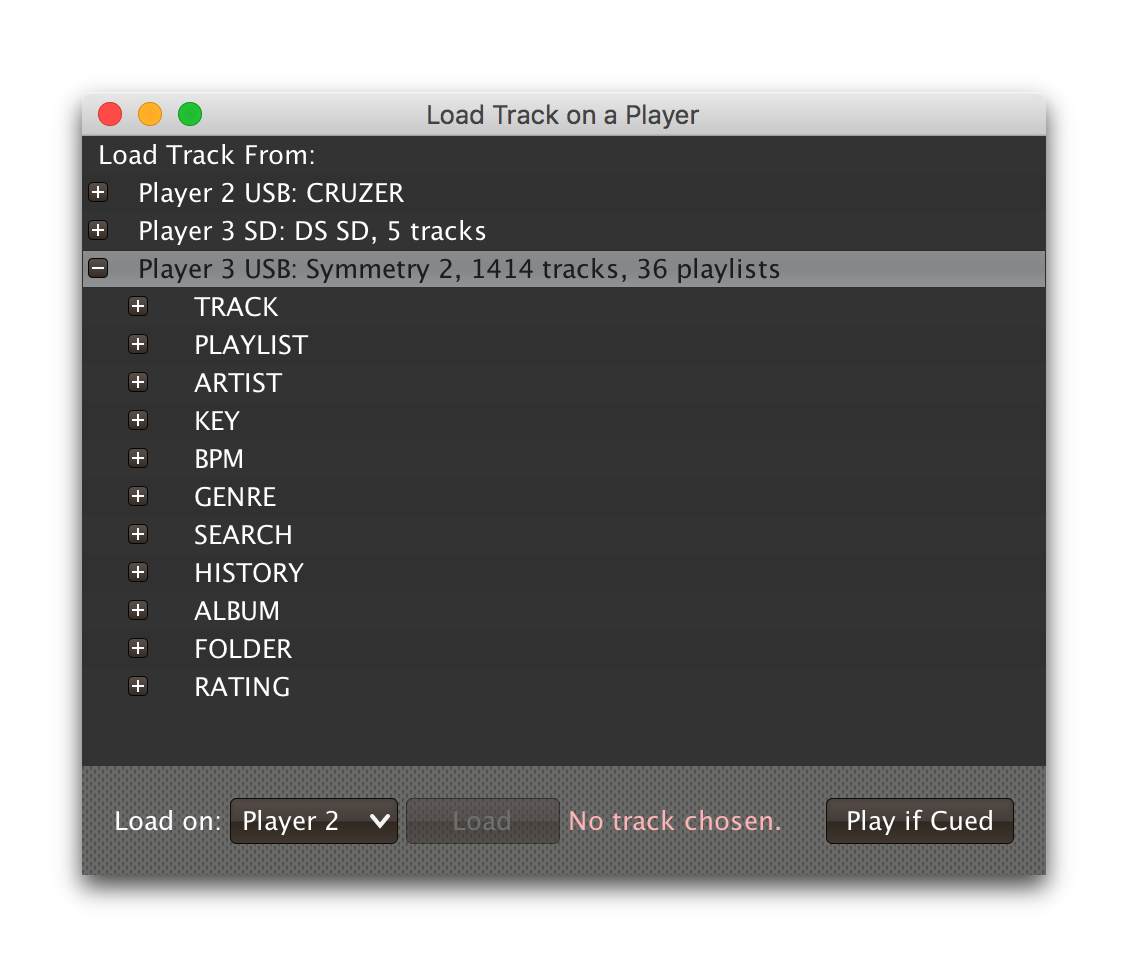 Load Track on a Player
Load Track From:
Player 2 USB: CRUZER
Player 3 SD: DS SD, 5 tracks
Player 3 USB: Symmetry 2, 1414 tracks, 36 playlists
TRACK
PLAYLIST
ARTIST
KEY
BPM
GENRE
SEARCH
HISTORY
ALBUM
FOLDER
RATING
Load on: Player 2 Load No track chosen. Play if Cued